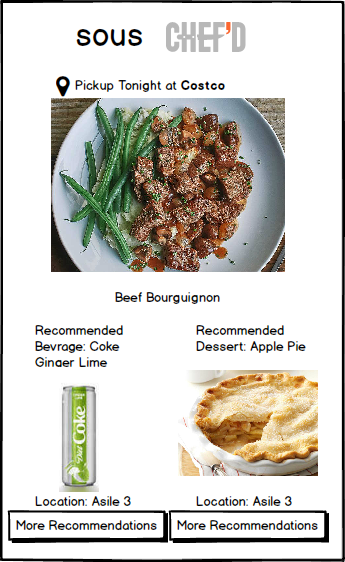 sous CHEF'D
Pickup Tonight at Costco
Beef Bourguignon
Recommended
Bevrage: Coke
Ginger Lime
Recommended
Dessert: Apple Pie
Diet Coke
Location: Asile 3
Location: Asile 3
More Recommendations
More Recommendations